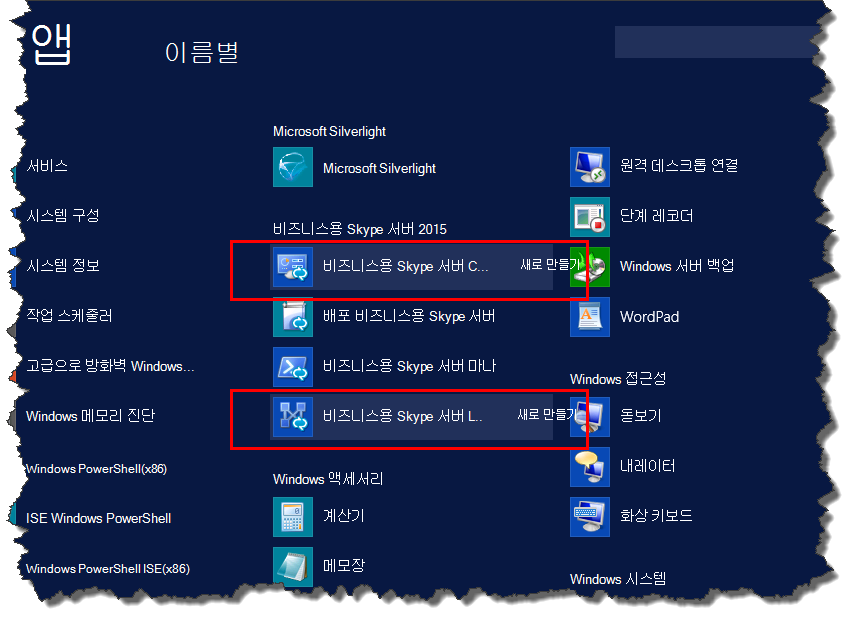 앱
이름별
서비스
시스템 구성
시스템 정보
작업 스케줄러
고급으로 방화벽 Windows...
Windows 메모리 진단
Windows PowerShell(x86)
ISE Windows PowerShell
Windows PowerShell ISE(x86)
Microsoft Silverlight
Microsoft Silverlight
비즈니스용 Skype 서버 2015
비즈니스용 Skype 서버 C... 새로 만들기
배포 비즈니스용 Skype 서버
비즈니스용 Skype 서버 마나
비즈니스용 Skype 서버 L.. 새로 만들기
Windows 액세서리
계산기
메모장
원격 데스크톱 연결
단계 레코더
Windows 서버 백업
WordPad
Windows 접근성
돋보기
내레이터
화상 키보드
Windows 시스템